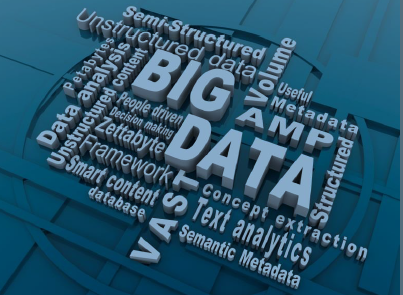 Semi-Structured
Unstructured data
Petabytes
Data analysis
Unstructured content
People driven
Decision making
Zettabyte
Framework
Smart content
database
VAST
BIG
DATA
Volume
Useful
Metadata
AMP
Structured
Concept extraction
Text analytics
Semantic Metadata